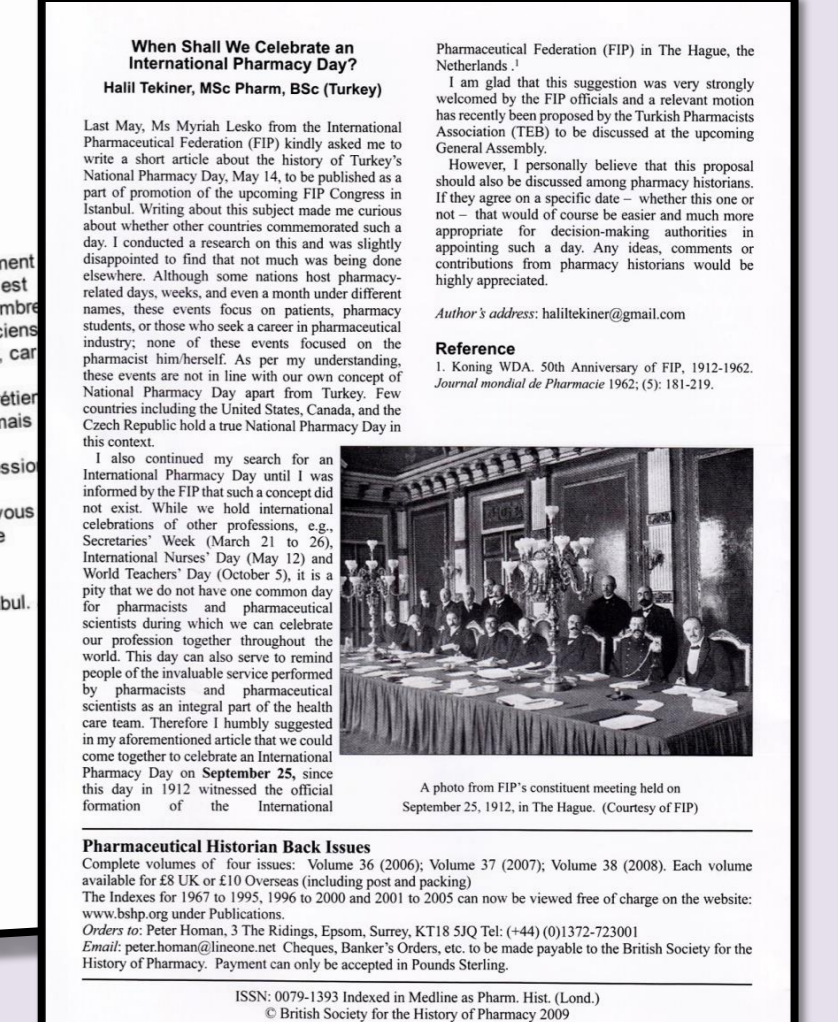 ment
est
mbre
ciens
, car
étier
mais
ssion
vous
e
bul.
When Shall We Celebrate an
International Pharmacy Day?
Halil Tekiner, MSc Pharm, BSc (Turkey)
Last May, Ms Myriah Lesko from the International
Pharmaceutical Federation (FIP) kindly asked me to
write a short article about the history of Turkey's
National Pharmacy Day, May 14, to be published as a
part of promotion of the upcoming FIP Congress in
Istanbul. Writing about this subject made me curious
about whether other countries commemorated such a
day. I conducted a research on this and was slightly
disappointed to find that not much was being done
elsewhere. Although some nations host pharmacy-
related days, weeks, and even a month under different
names, these events focus on patients, pharmacy
students, or those who seek a career in pharmaceutical
industry; none of these events focused on the
pharmacist him/herself. As per my understanding,
these events are not in line with our own concept of
National Pharmacy Day apart from Turkey. Few
countries including the United States, Canada, and the
Czech Republic hold a true National Pharmacy Day in
this context.
I also continued my search for an
International Pharmacy Day until I was
informed by the FIP that such a concept did
not exist. While we hold international
celebrations of other professions, e.g.,
Secretaries' Week (March 21 to 26),
International Nurses' Day (May 12) and
World Teachers' Day (October 5), it is a
pity that we do not have one common day
for pharmacists and pharmaceutical
scientists during which we can celebrate
our profession together throughout the
world. This day can also serve to remind
people of the invaluable service performed
by pharmacists and pharmaceutical
scientists as an integral part of the health
care team. Therefore I humbly suggested
in my aforementioned article that we could
come together to celebrate an International
Pharmacy Day on September 25, since
this day in 1912 witnessed the official
formation of the International
Pharmaceutical Federation (FIP) in The Hague, the
Netherlands .1
I am glad that this suggestion was very strongly
welcomed by the FIP officials and a relevant motion
has recently been proposed by the Turkish Pharmacists
Association (TEB) to be discussed at the upcoming
General Assembly.
However, I personally believe that this proposal
should also be discussed among pharmacy historians.
If they agree on a specific date – whether this one or
not – that would of course be easier and much more
appropriate for decision-making authorities in
appointing such a day. Any ideas, comments or
contributions from pharmacy historians would be
highly appreciated.
Author's address: haliltekiner@gmail.com
Reference
1. Koning WDA. 50th Anniversary of FIP, 1912-1962.
Journal mondial de Pharmacie 1962; (5): 181-219.
A photo from FIP's constituent meeting held on
September 25, 1912, in The Hague. (Courtesy of FIP)
Pharmaceutical Historian Back Issues
Complete volumes of four issues: Volume 36 (2006); Volume 37 (2007); Volume 38 (2008). Each volume
available for £8 UK or £10 Overseas (including post and packing)
The Indexes for 1967 to 1995, 1996 to 2000 and 2001 to 2005 can now be viewed free of charge on the website:
www.bshp.org under Publications.
Orders to: Peter Homan, 3 The Ridings, Epsom, Surrey, KT18 5JQ Tel: (+44) (0)1372-723001
Email: peter.homan@lineone.net Cheques, Banker's Orders, etc. to be made payable to the British Society for the
History of Pharmacy. Payment can only be accepted in Pounds Sterling.
ISSN: 0079-1393 Indexed in Medline as Pharm. Hist. (Lond.)
© British Society for the History of Pharmacy 2009